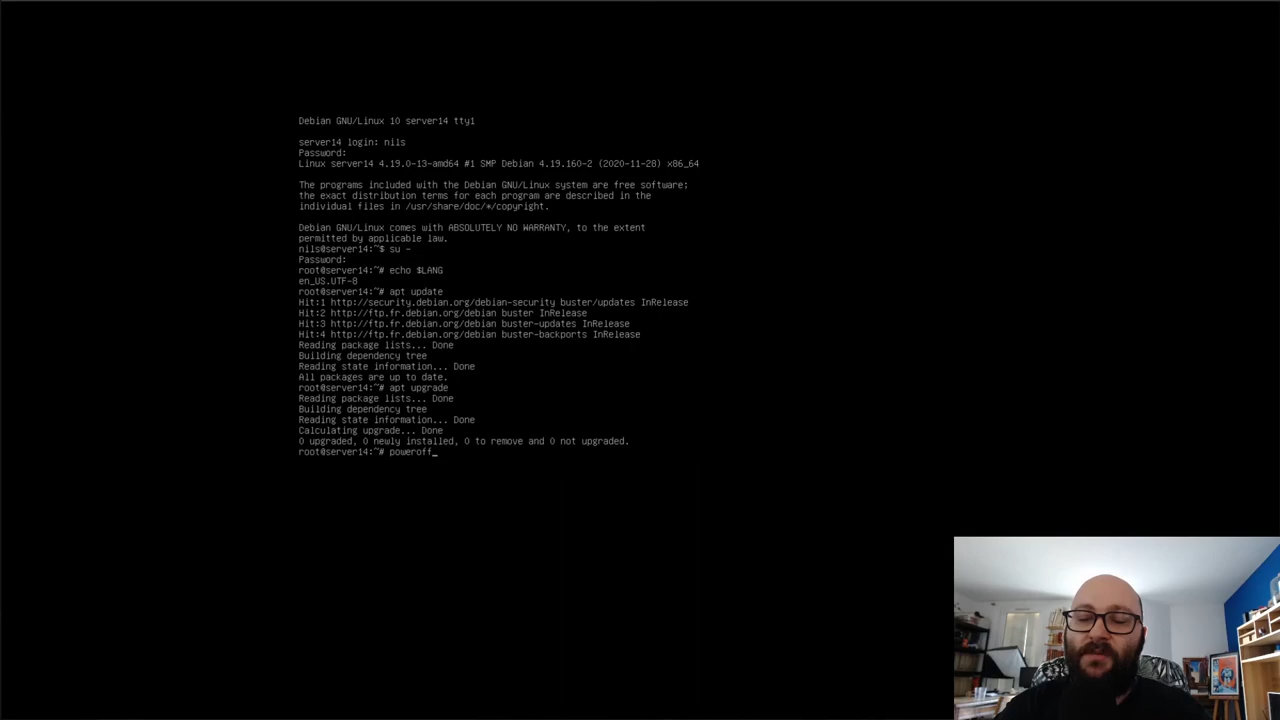 Debian GNU/Linux 10 server14 tty1
server14 login: nils
Password:
Linux server14 4.19.0-13-amd64 #1 SMP Debian 4.19.160-2 (2020-11-28) x86_64
The programs included with the Debian GNU/Linux system are free software;
the exact distribution terms for each program are described in the
individual files in /usr/share/doc/*/copyright.
Debian GNU/Linux comes with ABSOLUTELY NO WARRANTY, to the extent
permitted by applicable law.
nils@server14:~$ su -
Password:
root@server14:~# echo $LANG
en_US.UTF-8
root@server14:~# apt update
Hit:1 http://security.debian.org/debian-security buster/updates InRelease
Hit:2 http://ftp.fr.debian.org/debian buster InRelease
Hit:3 http://ftp.fr.debian.org/debian buster-updates InRelease
Hit:4 http://ftp.fr.debian.org/debian buster-backports InRelease
Reading package lists... Done
Building dependency tree
Reading state information... Done
All packages are up to date.
root@server14:~# apt upgrade
Reading package lists... Done
Building dependency tree
Reading state information... Done
Calculating upgrade... Done
0 upgraded, 0 newly installed, 0 to remove and 0 not upgraded.
root@server14:~# poweroff_